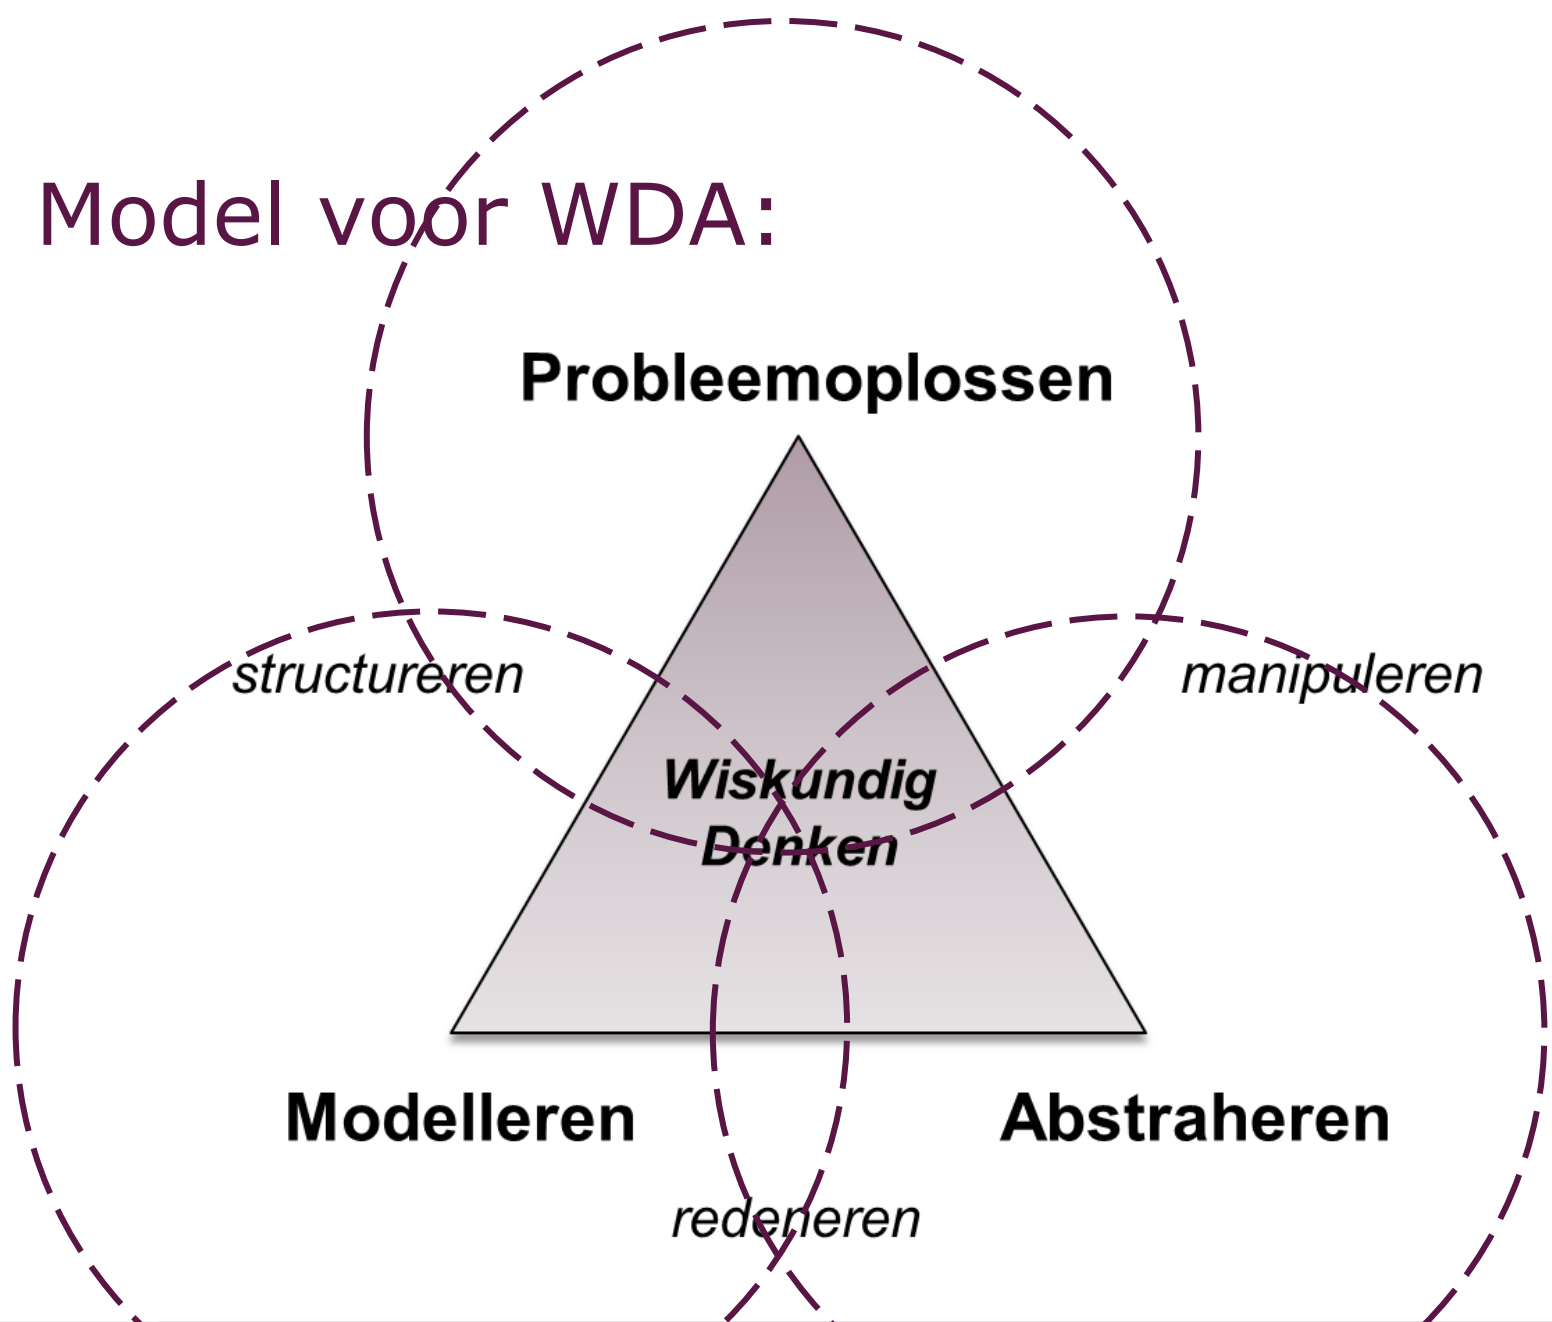 Model voor WDA:
Probleemoplossen
structureren
manipuleren
Wiskundig
Denken
Modelleren
Abstraheren
redeneren